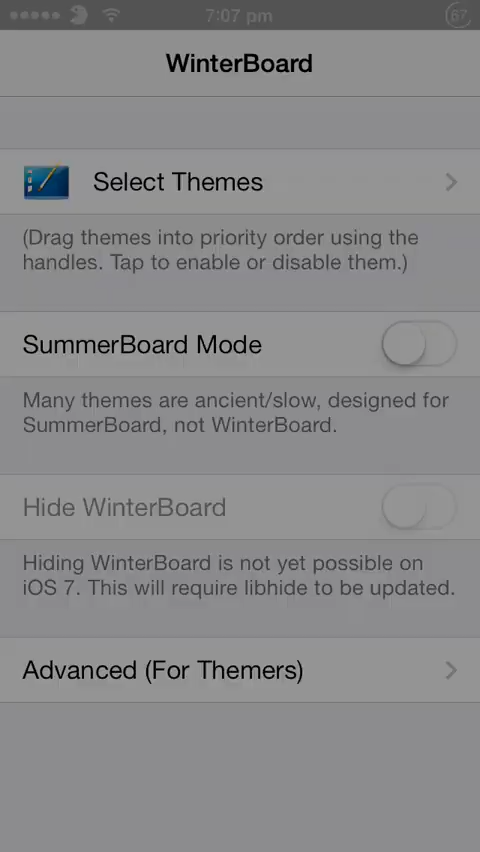 7:07 pm
67
WinterBoard
Select Themes
(Drag themes into priority order using the
handles. Tap to enable or disable them.)
SummerBoard Mode
Many themes are ancient/slow, designed for
SummerBoard, not WinterBoard.
Hide WinterBoard
Hiding WinterBoard is not yet possible on
iOS 7. This will require libhide to be updated.
Advanced (For Themers)